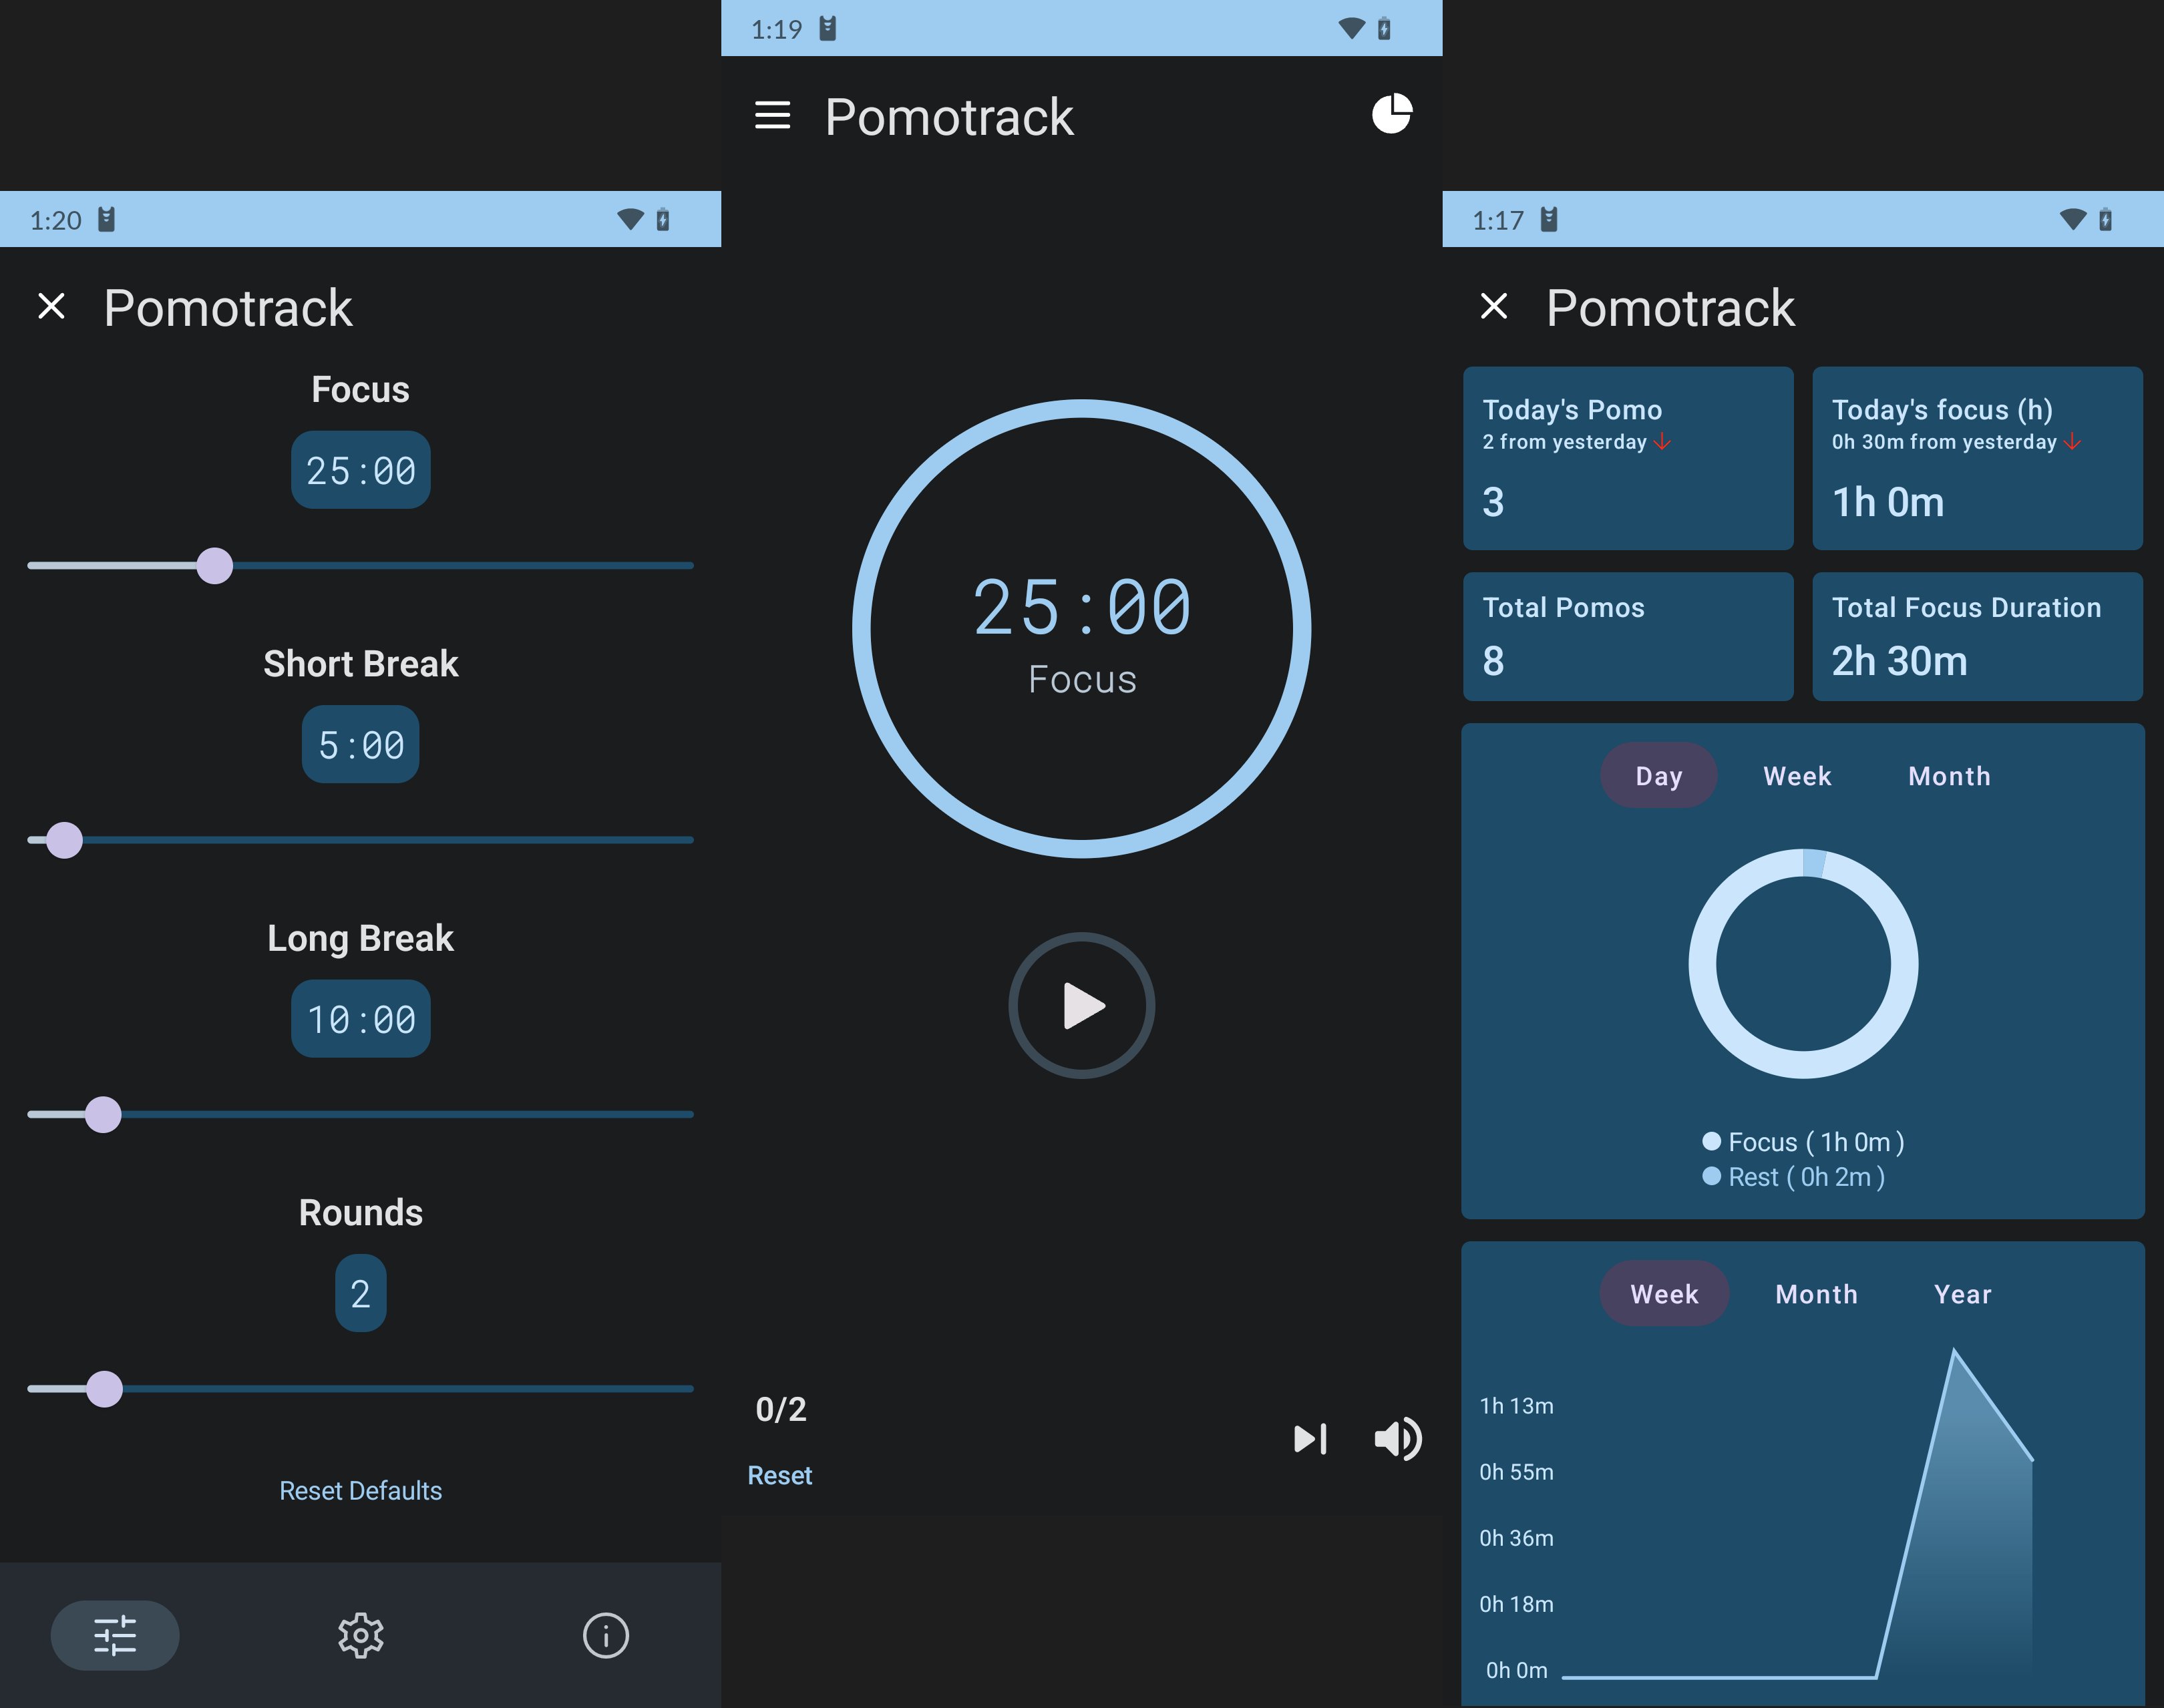 1:20
Pomotrack
Focus
25:00
Short Break
5:00
Long Break
10:00
Rounds
2
Reset Defaults
1:19
Pomotrack
25:00
Focus
0/2
Reset
1:17
Pomotrack
Today's Pomo
2 from yesterday
3
Today's focus (h)
0h 30m from yesterday
1h 0m
Total Pomos
8
Total Focus Duration
2h 30m
Day Week Month
Focus ( 1h 0m )
Rest ( 0h 2m )
Week Month Year
1h 13m
0h 55m
0h 36m
0h 18m
0h 0m